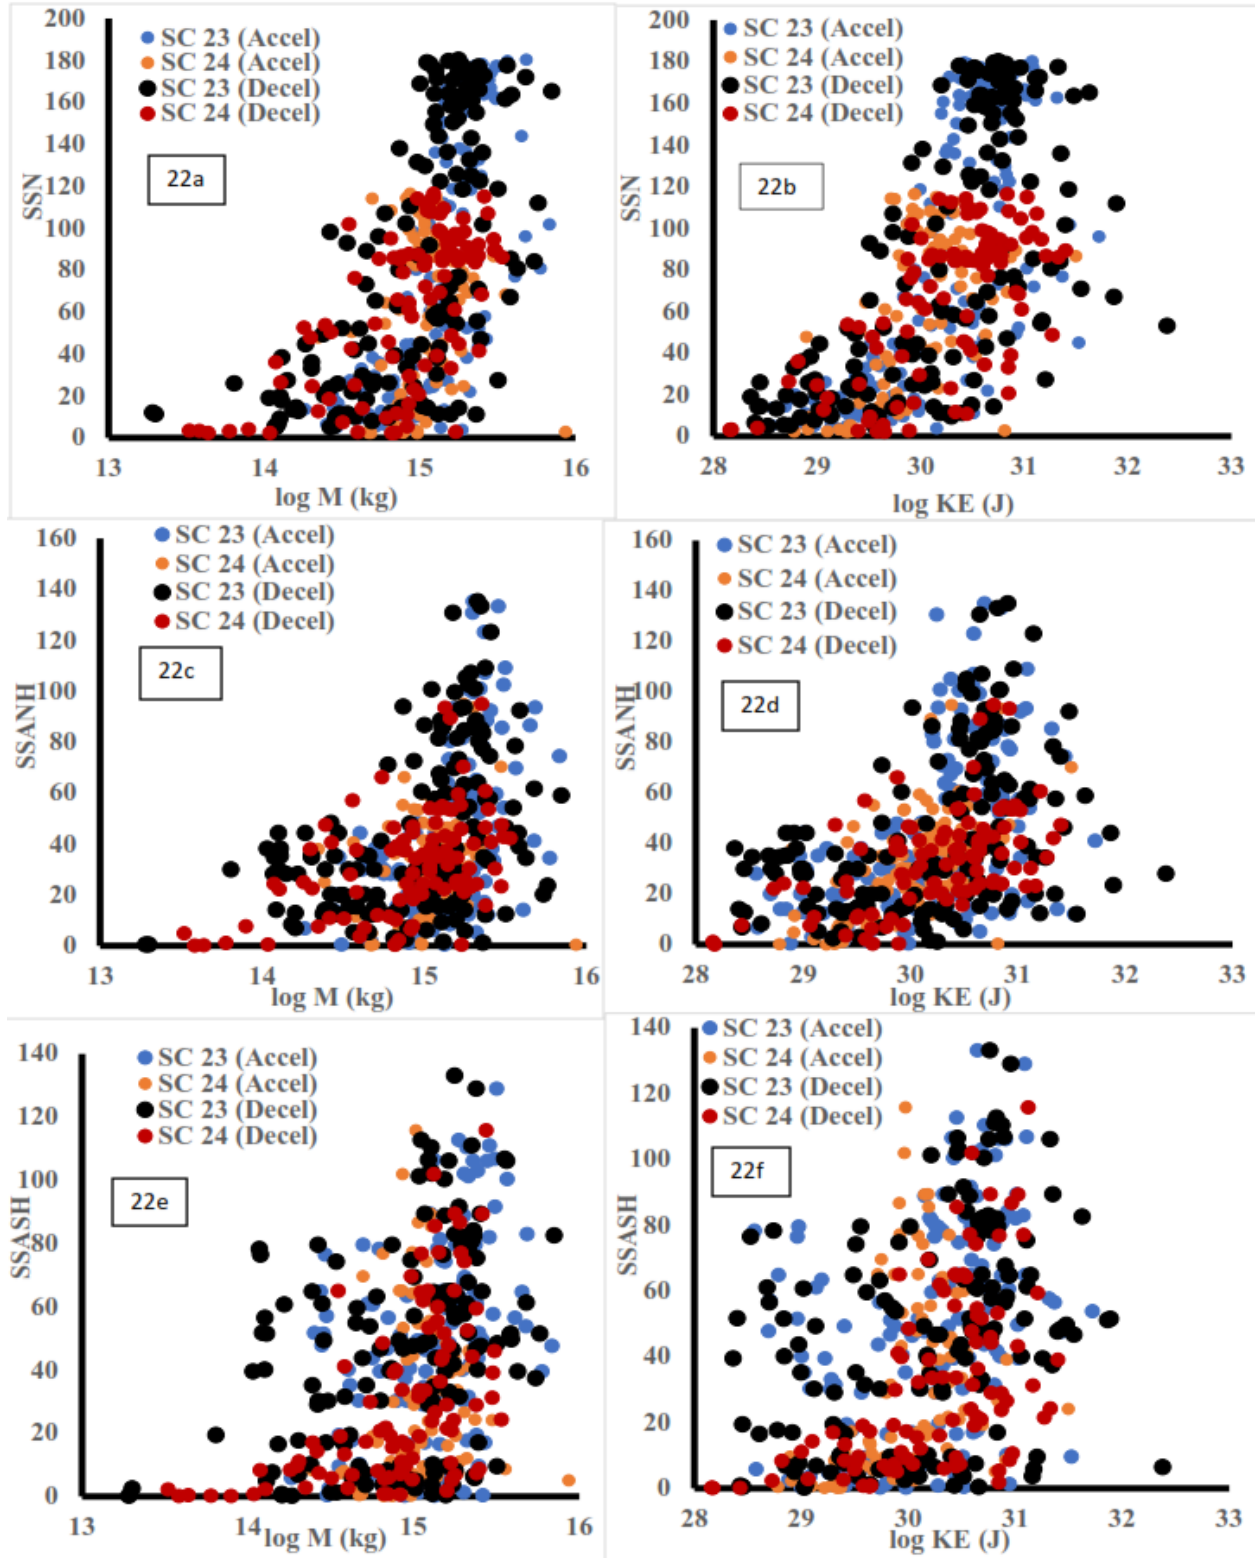 200
180
160
140
120
100
80
60
40
20
0
SSN
SC 23 (Accel)
SC 24 (Accel)
SC 23 (Decel)
SC 24 (Decel)
22a
13 14 15 16
log M (kg)
200
180
160
140
120
100
80
60
40
20
0
SSN
SC 23 (Accel)
SC 24 (Accel)
SC 23 (Decel)
SC 24 (Decel)
22b
28 29 30 31 32 33
log KE (J)
160
140
120
100
80
60
40
20
0
SSANH
SC 23 (Accel)
SC 24 (Accel)
SC 23 (Decel)
SC 24 (Decel)
22c
13 14 15 16
log M (kg)
160
140
120
100
80
60
40
20
0
SSANH
SC 23 (Accel)
SC 24 (Accel)
SC 23 (Decel)
SC 24 (Decel)
22d
28 29 30 31 32 33
log KE (J)
140
120
100
80
60
40
20
0
SSASH
SC 23 (Accel)
SC 24 (Accel)
SC 23 (Decel)
SC 24 (Decel)
22e
13 14 15 16
log M (kg)
140
120
100
80
60
40
20
0
SSASH
SC 23 (Accel)
SC 24 (Accel)
SC 23 (Decel)
SC 24 (Decel)
22f
28 29 30 31 32 33
log KE (J)